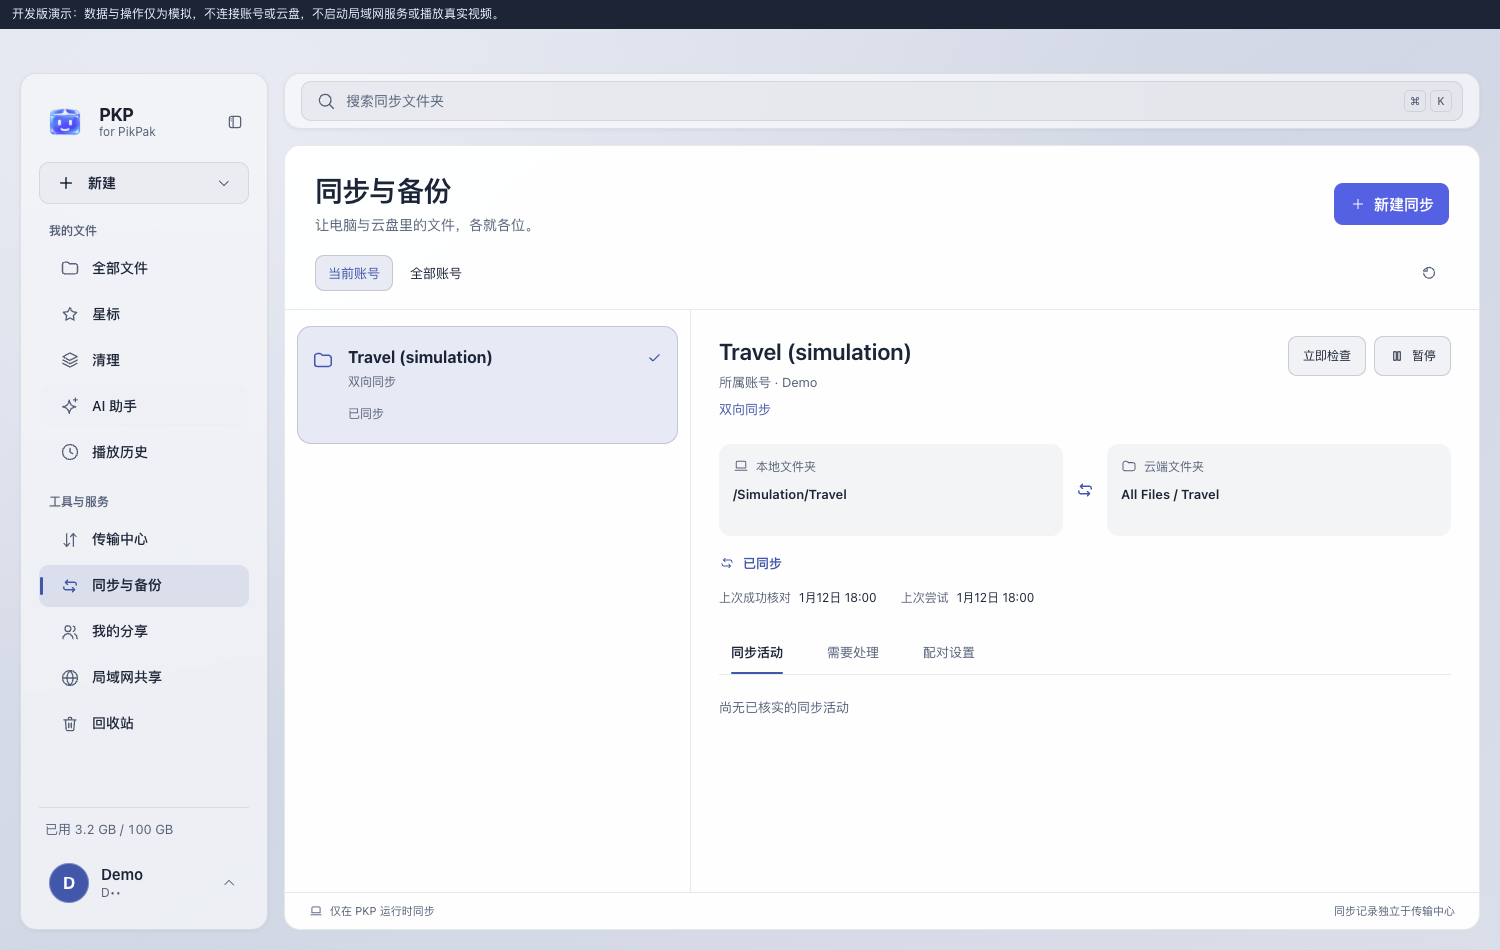 开发版演示：数据与操作仅为模拟，不连接账号或云盘，不启动局域网服务或播放真实视频。
PKP
for PikPak
新建
我的文件
全部文件
星标
清理
AI 助手
播放历史
工具与服务
传输中心
同步与备份
我的分享
局域网共享
回收站
已用 3.2 GB / 100 GB
D
Demo
D••
搜索同步文件夹
⌘ K
同步与备份
让电脑与云盘里的文件，各就各位。
新建同步
当前账号 全部账号
Travel (simulation)
双向同步
已同步
Travel (simulation)
立即检查 暂停
所属账号 · Demo
双向同步
本地文件夹
/Simulation/Travel
云端文件夹
All Files / Travel
已同步
上次成功核对 1月12日 18:00 上次尝试 1月12日 18:00
同步活动 需要处理 配对设置
尚无已核实的同步活动
仅在 PKP 运行时同步
同步记录独立于传输中心